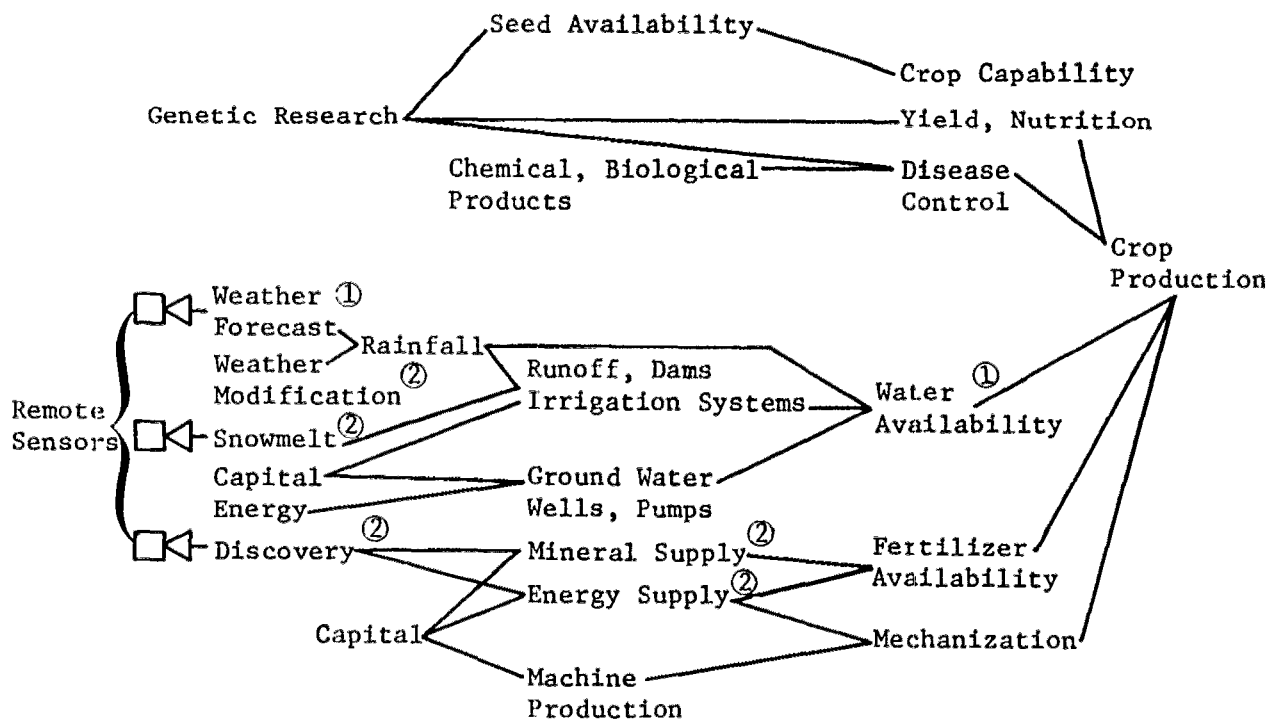 Seed Availability
Crop Capability
Genetic Research
Yield, Nutrition
Chemical, Biological
Products
Disease
Control
Crop
Production
Weather ①
Forecast
Rainfall
Weather
Modification ②
Runoff, Dams
Irrigation Systems
Water ①
Availability
Remote
Sensors
Snowmelt ②
Capital
Energy
Ground Water
Wells, Pumps
Discovery ②
Mineral Supply ②
Energy Supply ②
Fertilizer
Availability
Capital
Mechanization
Machine
Production